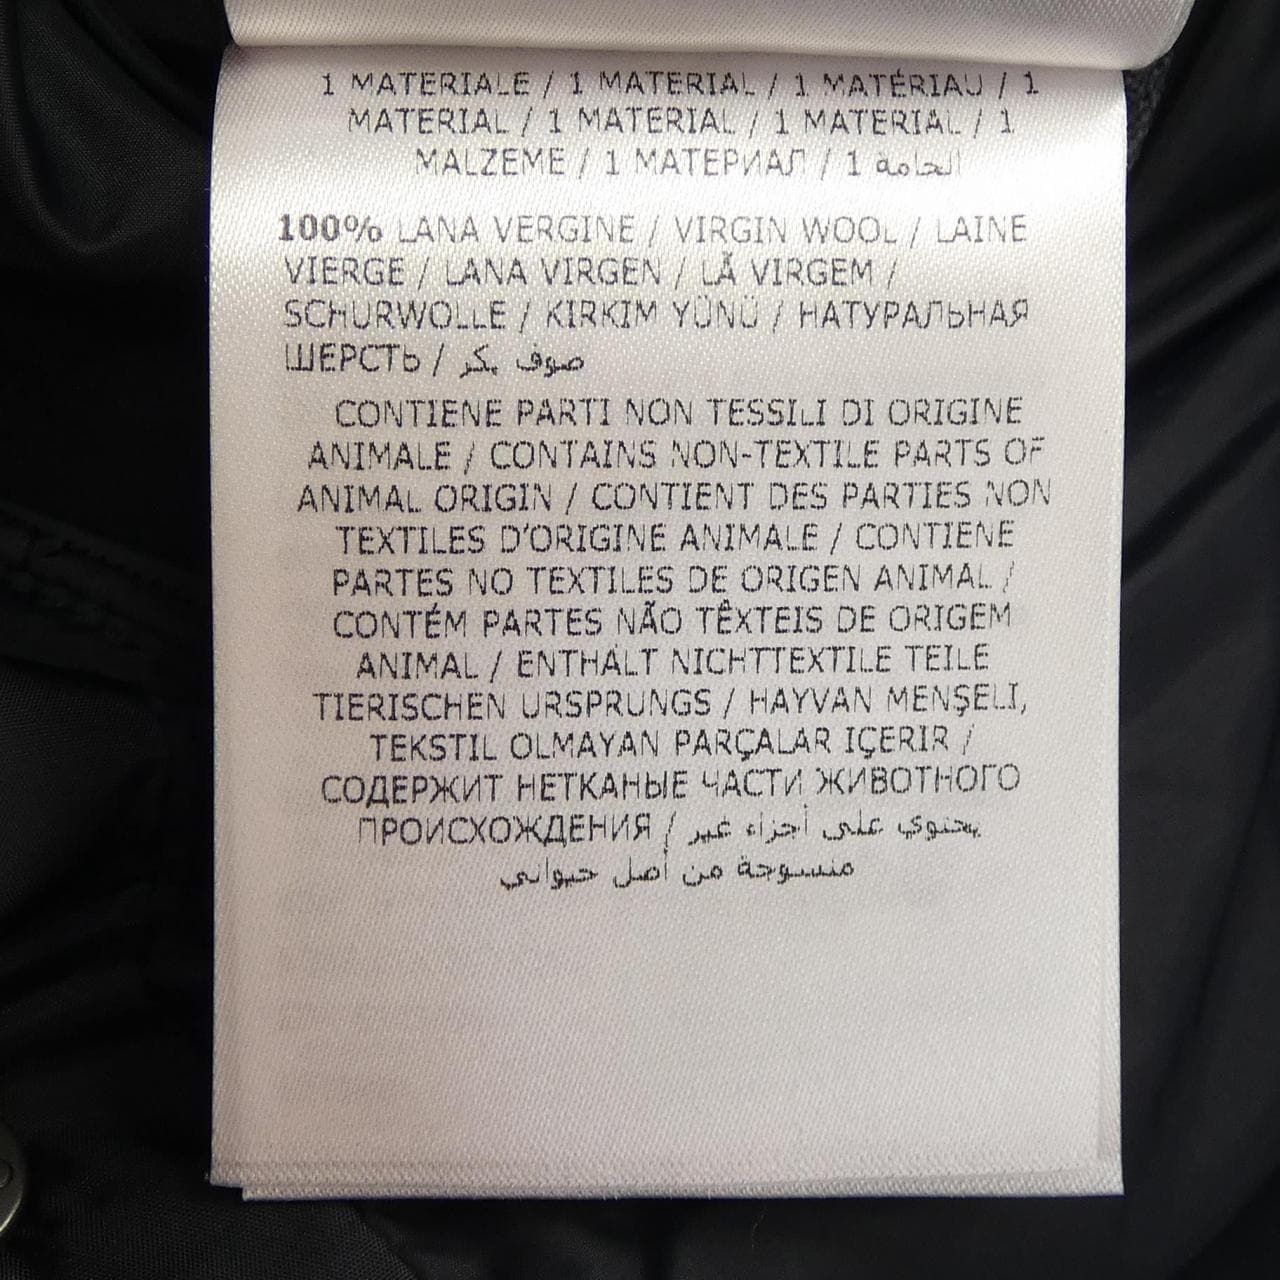 1 MATERIALE / 1 MATERIAL / 1 MATÉRIAU / 1
MATERIAL / 1 MATERIAL / 1 MATERIAL / 1
MALZEME / 1 МАТЕРИАЛ / 1 الحامة
100% LANA VERGINE / VIRGIN WOOL / LAINE
VIERGE / LANA VIRGEN / LÃ VIRGEM /
SCHURWOLLE / KIRKIM YÜNÜ / НАТУРАЛЬНАЯ
ШЕРСТЬ / صوف بكر
CONTIENE PARTI NON TESSILI DI ORIGINE
ANIMALE / CONTAINS NON-TEXTILE PARTS OF
ANIMAL ORIGIN / CONTIENT DES PARTIES NON
TEXTILES D'ORIGINE ANIMALE / CONTIENE
PARTES NO TEXTILES DE ORIGEN ANIMAL /
CONTÉM PARTES NÃO TÊXTEIS DE ORIGEM
ANIMAL / ENTHÄLT NICHTTEXTILE TEILE
TIERISCHEN URSPRUNGS / HAYVAN MENŞELI,
TEKSTIL OLMAYAN PARÇALAR IÇERIR /
СОДЕРЖИТ НЕТКАНЫЕ ЧАСТИ ЖИВОТНОГО
ПРОИСХОЖДЕНИЯ / يحتوي على أجزاء غير
منسوجة من أصل حيواني